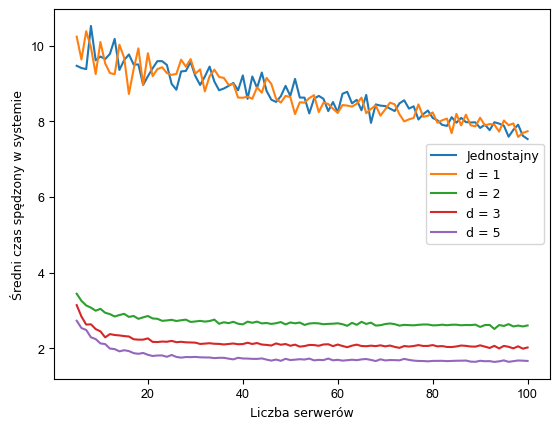 Średni czas spędzony w systemie
10
8
6
4
2
Jednostajny
d = 1
d = 2
d = 3
d = 5
20
40
60
80
100
Liczba serwerów